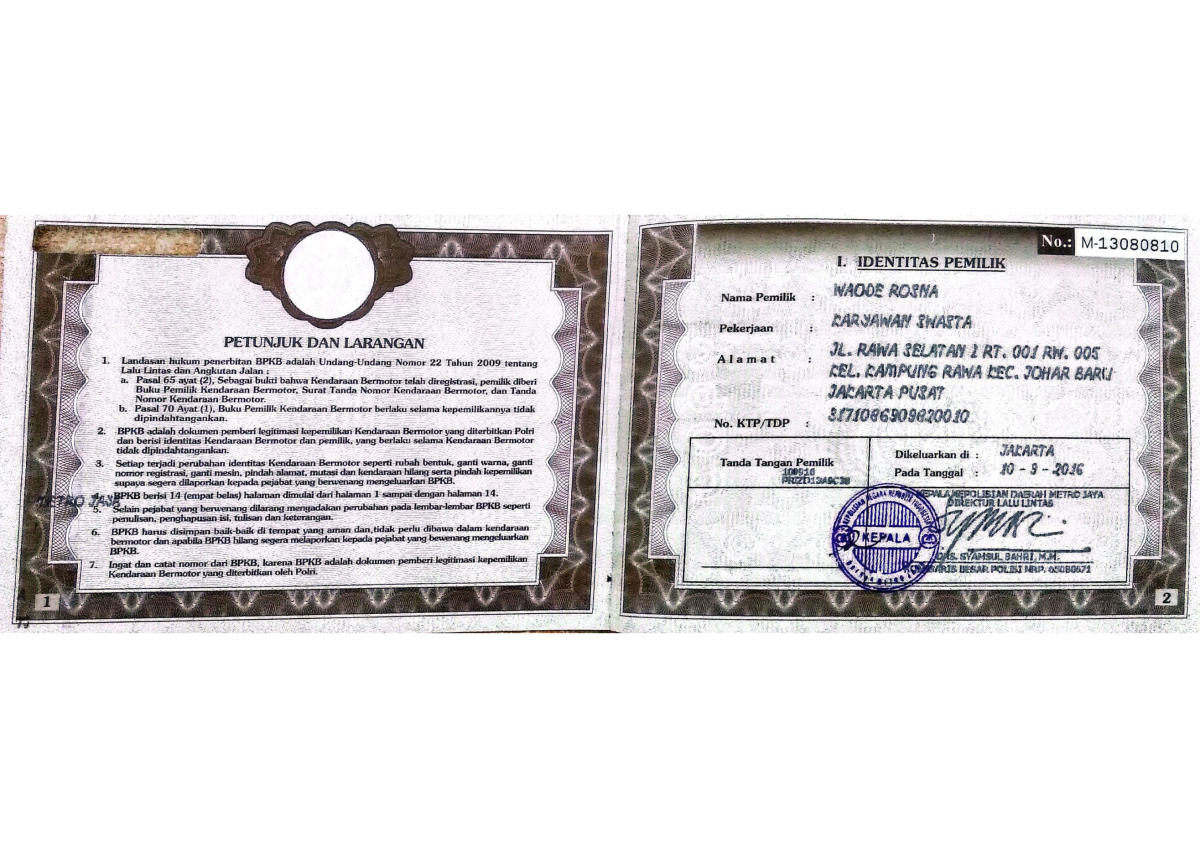 PETUNJUK DAN LARANGAN
1. Landasan hukum penerbitan BPKB adalah Undang-Undang Nomor 22 Tahun 2009 tentang
Lalu-Lintas dan Angkutan Jalan :
a. Pasal 65 ayat (2), Sebagai bukti bahwa Kendaraan Bermotor telah diregistrasi, pemilik diberi
Buku Pemilik Kendaraan Bermotor, Surat Tanda Nomor Kendaraan Bermotor, dan Tanda
Nomor Kendaraan Bermotor.
b. Pasal 70 Ayat (1), Buku Pemilik Kendaraan Bermotor berlaku selama kepemilikannya tidak
dipindahtangankan.
2. BPKB adalah dokumen pemberi legitimasi kepemilikan Kendaraan Bermotor yang diterbitkan Polri
dan berisi identitas Kendaraan Bermotor dan pemilik, yang berlaku selama Kendaraan Bermotor
tidak dipindahtangankan.
3. Setiap terjadi perubahan identitas Kendaraan Bermotor seperti rubah bentuk, ganti warna, ganti
nomor registrasi, ganti mesin, pindah alamat, mutasi dan kendaraan hilang serta pindah kepemilikan
supaya segera dilaporkan kepada pejabat yang berwenang mengeluarkan BPKB.
METRO JAYA
BPKB berisi 14 (empat belas) halaman dimulai dari halaman 1 sampai dengan halaman 14.
5. Selain pejabat yang berwenang dilarang mengadakan perubahan pada lembar-lembar BPKB seperti
penulisan, penghapusan isi, tulisan dan keterangan.
6. BPKB harus disimpan baik-baik di tempat yang aman dan tidak perlu dibawa dalam kendaraan
bermotor dan apabila BPKB hilang segera melaporkan kepada pejabat yang bewenang mengeluarkan
BPKB.
7. Ingat dan catat nomor dari BPKB, karena BPKB adalah dokumen pemberi legitimasi kepemilikan
Kendaraan Bermotor yang diterbitkan oleh Polri.
1
No.: M-13080810
I. IDENTITAS PEMILIK
Nama Pemilik : WAODE ROSNA
Pekerjaan : KARYAWAN SWASTA
Alamat : JL. RAWA SELATAN 1 RT. 001 RW. 005
KEL. KAMPUNG RAWA KEC. JOHAR BARU
JAKARTA PUSAT
No. KTP/TDP : 3171086909820010
Tanda Tangan Pemilik
100910
Dikeluarkan di : JAKARTA
Pada Tanggal : 10 - 9 - 2016
KEPALA KEPOLISIAN DAERAH METRO JAYA
DIREKTUR LALU LINTAS
KEPALA
DRS. SYAMSUL BAHRI, M.M.
BESAR POLISI NRP. 65080671
2